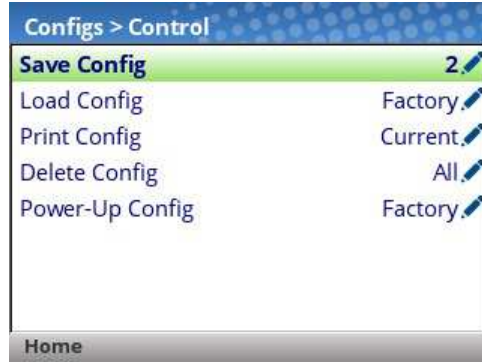 Configs > Control
Save Config 2
Load Config Factory
Print Config Current
Delete Config All
Power-Up Config Factory
Home